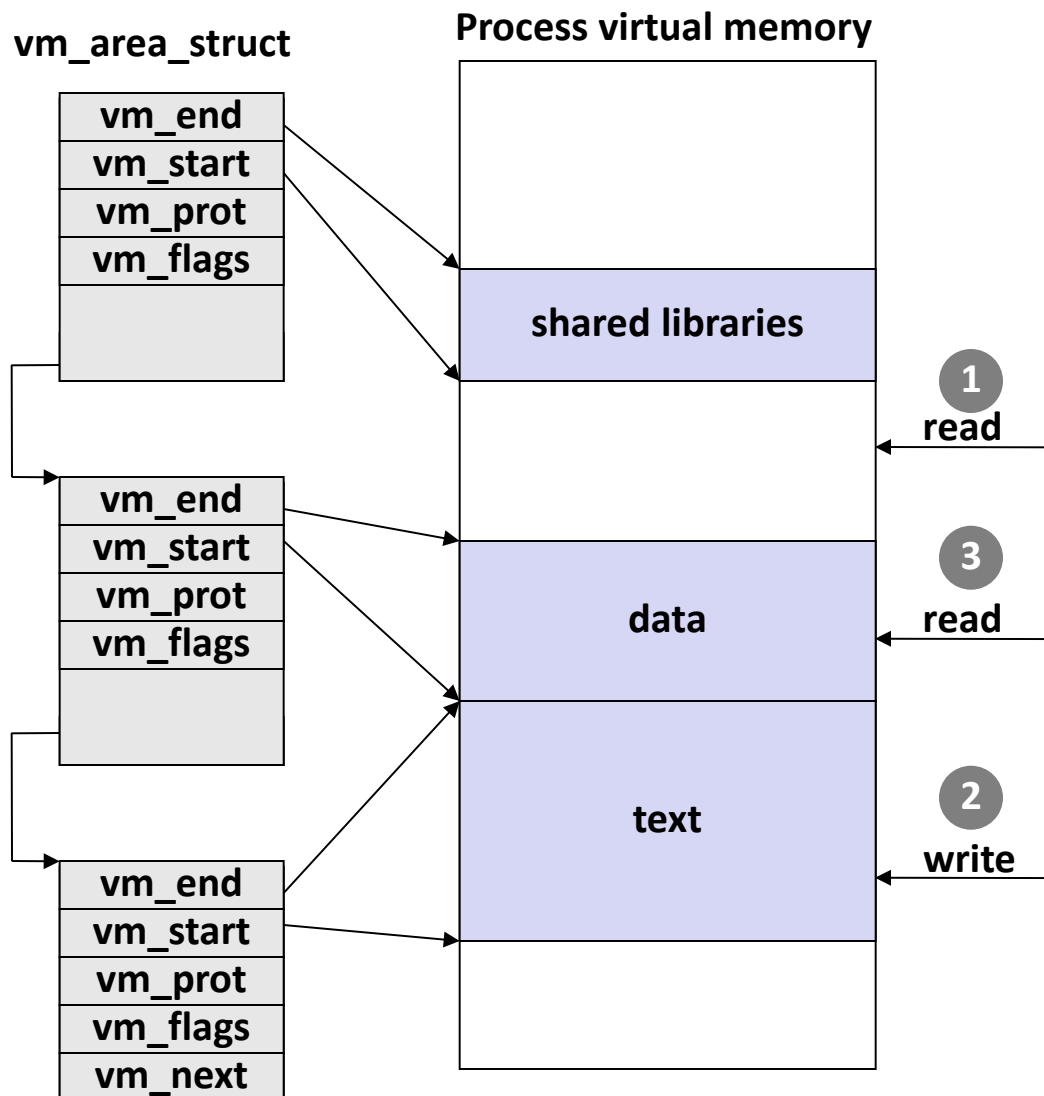 Process virtual memory
vm_area_struct
vm_end
vm_start
vm_prot
vm_flags
shared libraries
1
read
vm_end
vm_start
vm_prot
vm_flags
data
3
read
text
2
write
vm_end
vm_start
vm_prot
vm_flags
vm_next